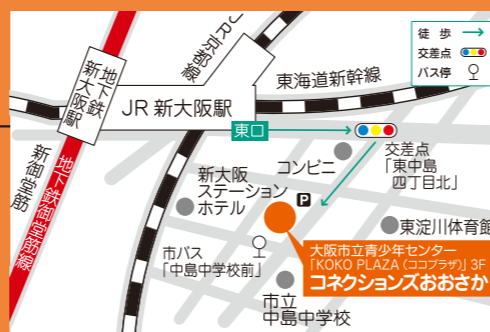 徒 歩
交差点
バス停
JR京都線
東海道新幹線
地下鉄
新大阪駅
JR 新大阪駅
東口
コンビニ
交差点
「東中島
四丁目北」
新大阪
ステーション
ホテル
P
東淀川体育館
新御堂筋
地下鉄御堂筋線
市バス
「中島中学校前」
大阪市立青少年センター
「KOKO PLAZA (ココプラザ)」 3F
コネクションズおおさか
市立
中島中学校